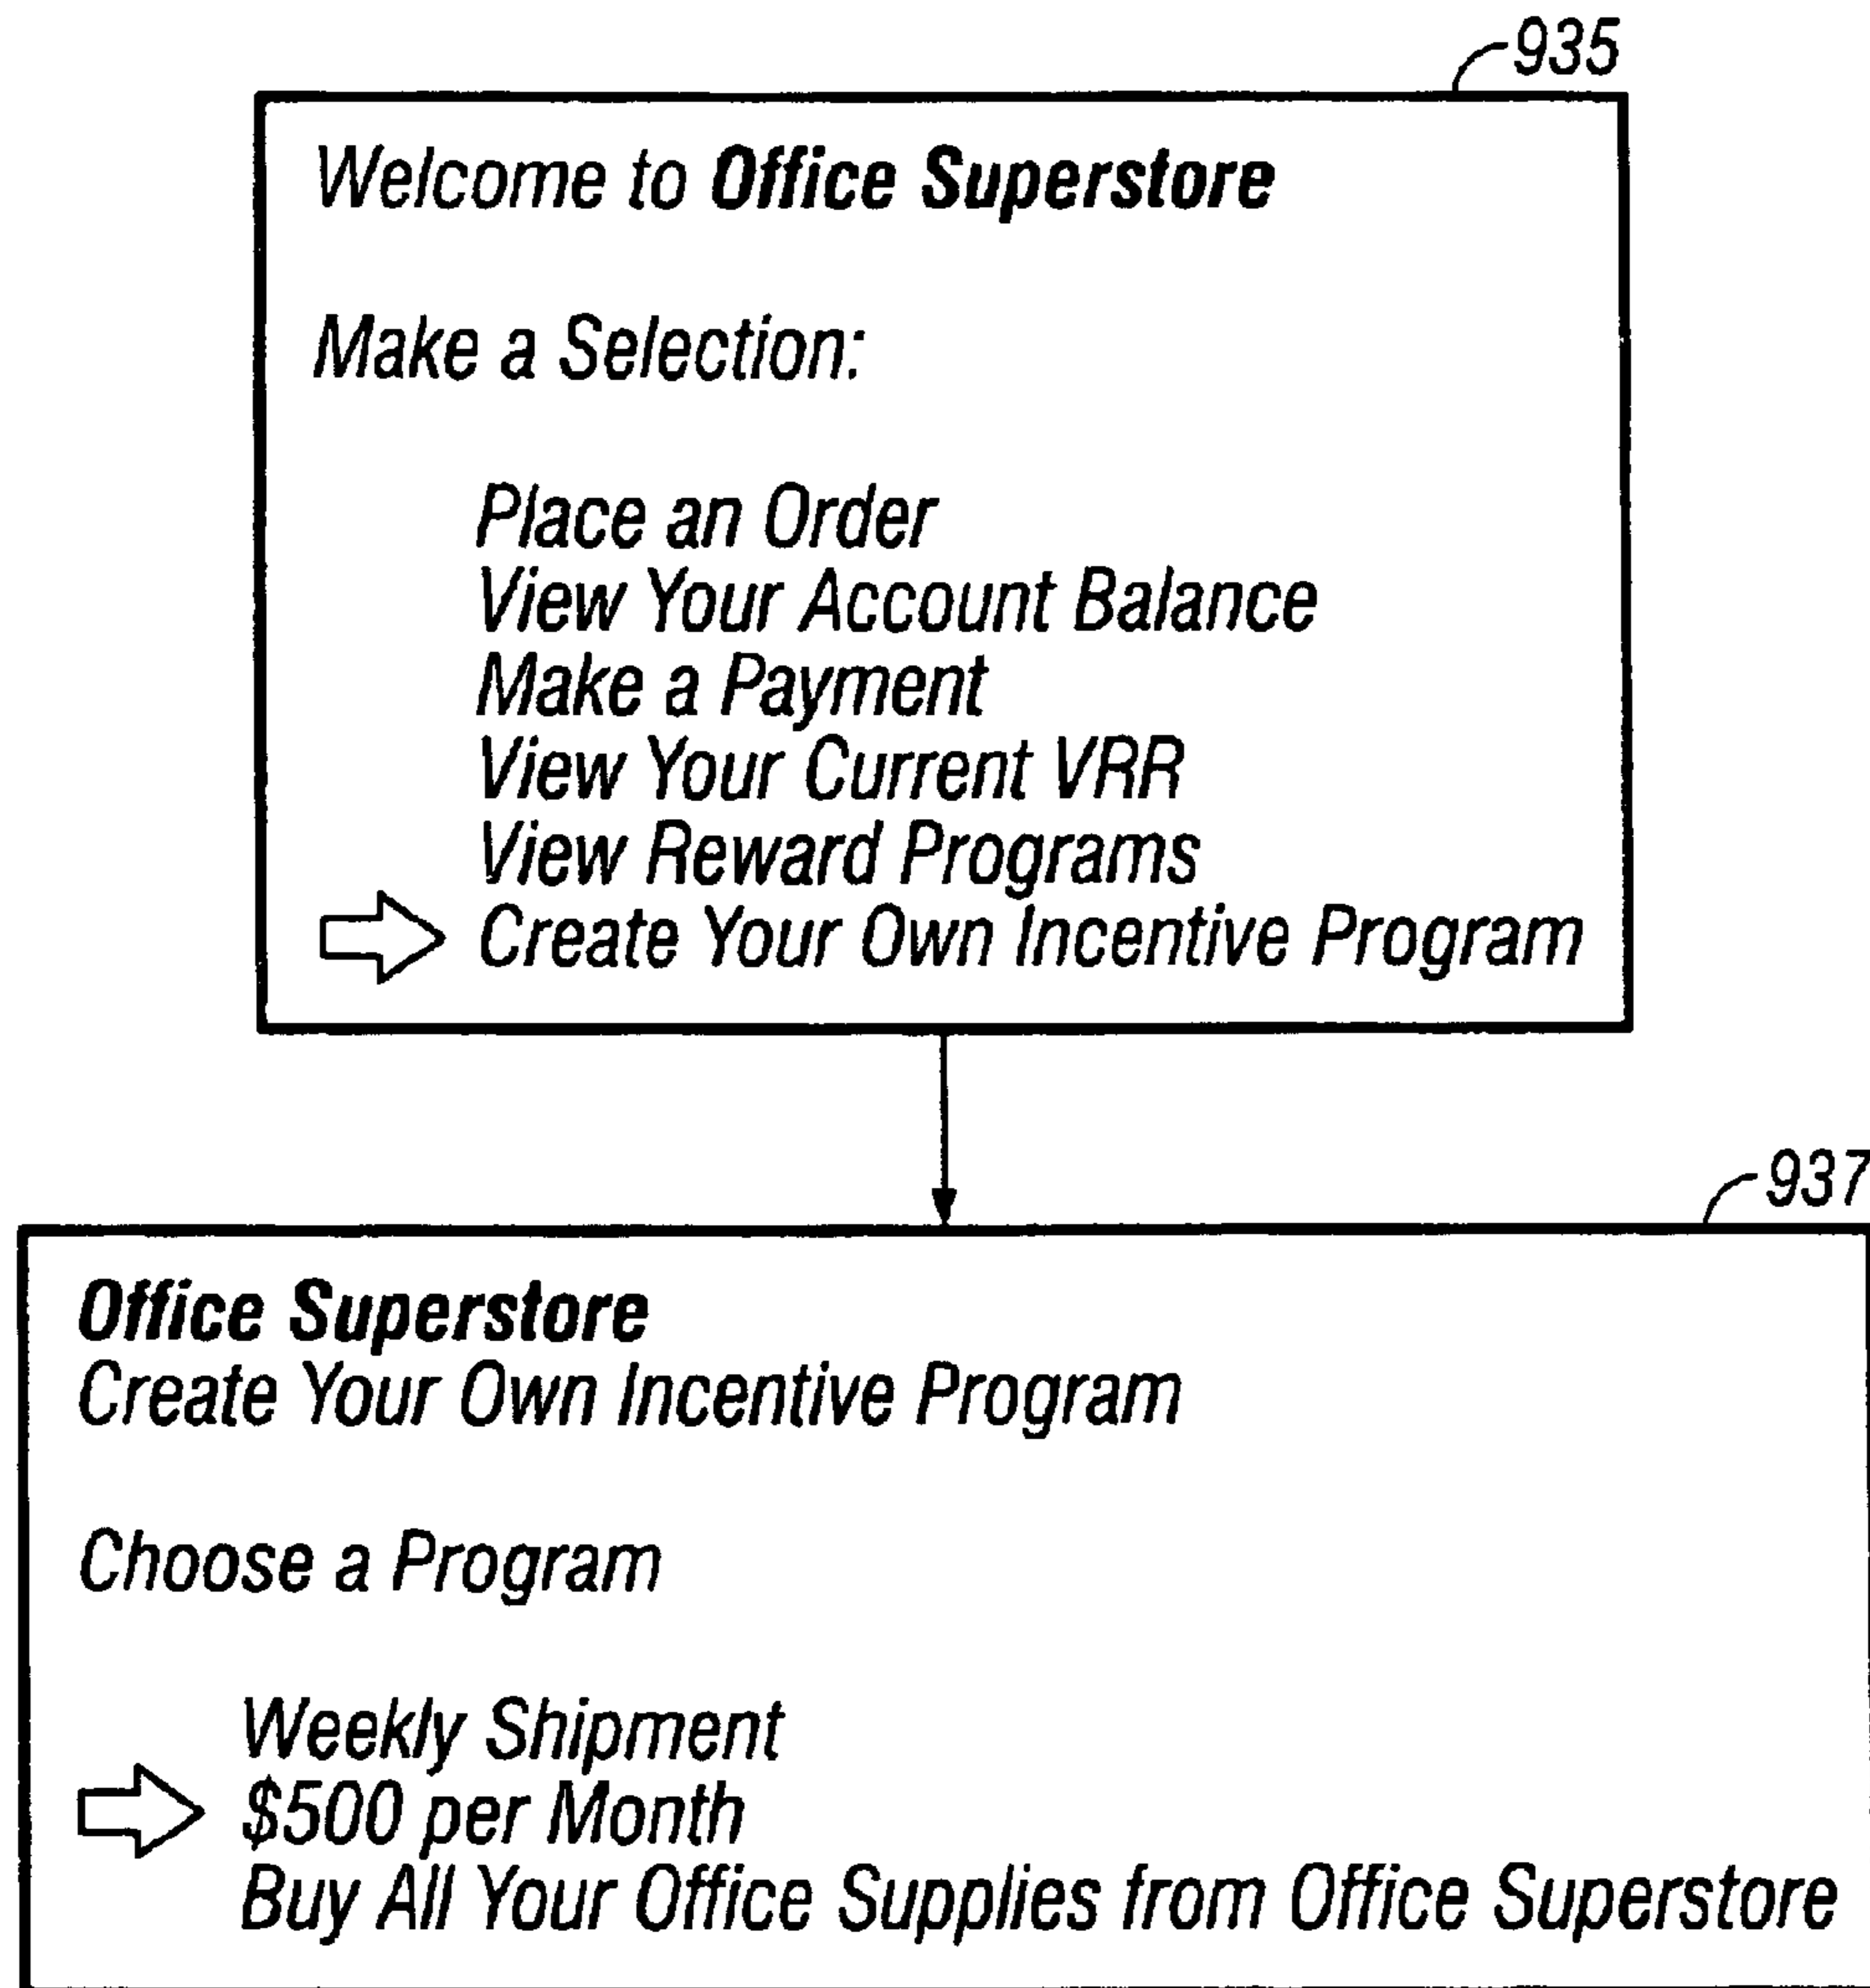 935
Welcome to Office Superstore
Make a Selection:
Place an Order
View Your Account Balance
Make a Payment
View Your Current VRR
View Reward Programs
Create Your Own Incentive Program
937
Office Superstore
Create Your Own Incentive Program
Choose a Program
Weekly Shipment
$500 per Month
Buy All Your Office Supplies from Office Superstore